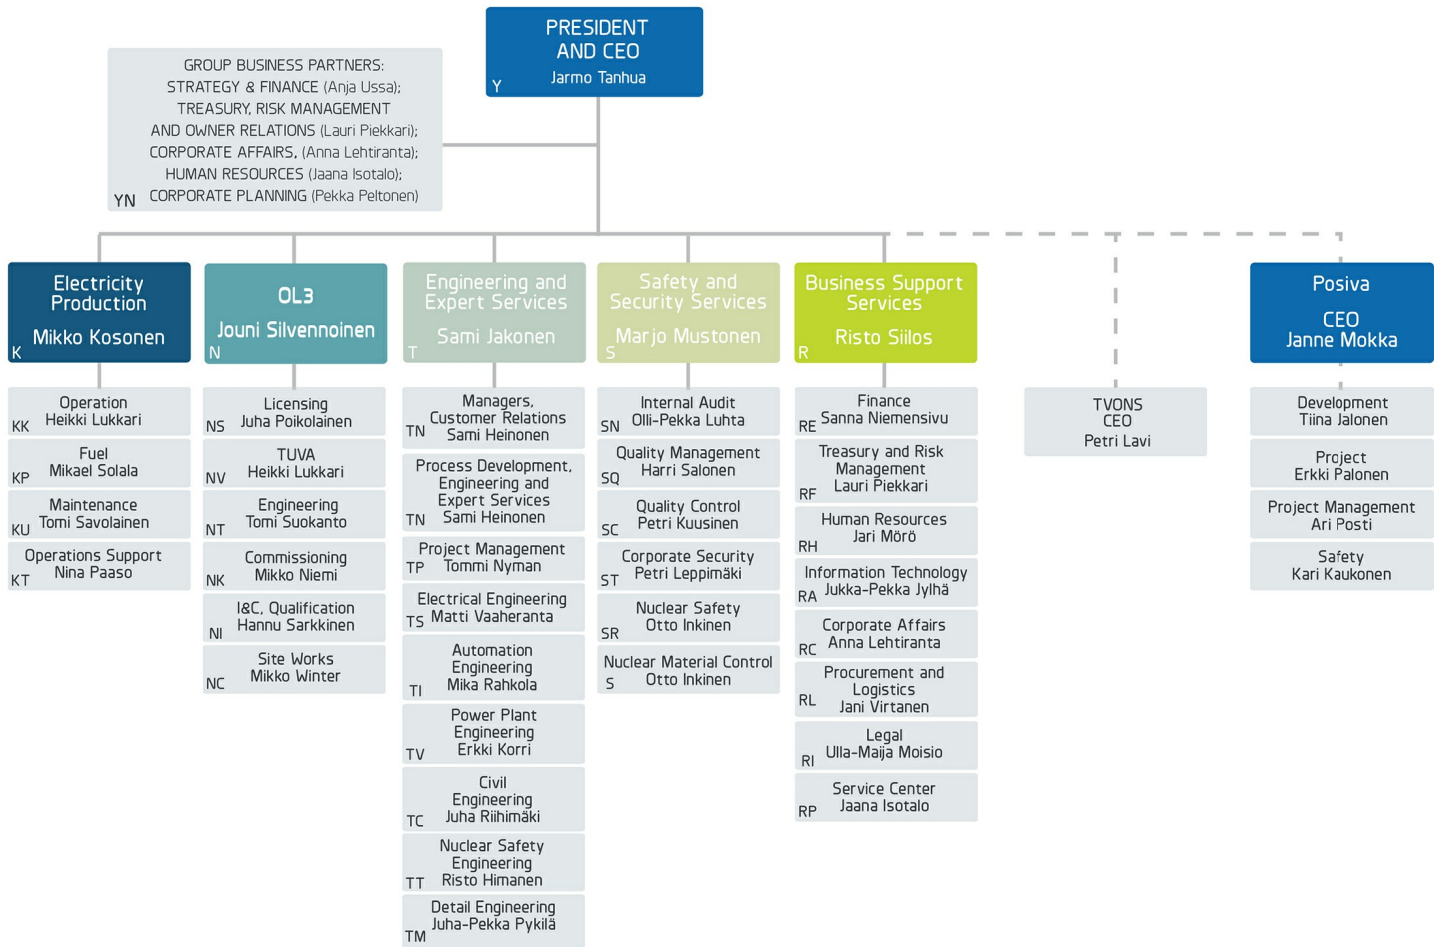 PRESIDENT
AND CEO
Jarmo Tanhua
Y
GROUP BUSINESS PARTNERS:
STRATEGY & FINANCE (Anja Ussa);
TREASURY, RISK MANAGEMENT
AND OWNER RELATIONS (Lauri Piekkari);
CORPORATE AFFAIRS, (Anna Lehtiranta);
HUMAN RESOURCES (Jaana Isotalo);
CORPORATE PLANNING (Pekka Peltonen)
YN
Electricity
Production
Mikko Kosonen
K
Operation
Heikki Lukkari
KK
Fuel
Mikael Solala
KP
Maintenance
Tomi Savolainen
KU
Operations Support
Nina Paaso
KT
OL3
Jouni Silvennoinen
N
Licensing
Juha Poikolainen
NS
TUVA
Heikki Lukkari
NV
Engineering
Tomi Suokanto
NT
Commissioning
Mikko Niemi
NK
I&C, Qualification
Hannu Sarkkinen
NI
Site Works
Mikko Winter
NC
Engineering and
Expert Services
Sami Jakonen
T
Managers,
Customer Relations
Sami Heinonen
TN
Process Development,
Engineering and
Expert Services
Sami Heinonen
TN
Project Management
Tommi Nyman
TP
Electrical Engineering
Matti Vaaheranta
TS
Automation
Engineering
Mika Rahkola
TI
Power Plant
Engineering
Erkki Korri
TV
Civil
Engineering
Juha Riihimäki
TC
Nuclear Safety
Engineering
Risto Himanen
TT
Detail Engineering
Juha-Pekka Pykilä
TM
Safety and
Security Services
Marjo Mustonen
S
Internal Audit
Olli-Pekka Luhta
SN
Quality Management
Harri Salonen
SQ
Quality Control
Petri Kuusinen
SC
Corporate Security
Petri Leppimäki
ST
Nuclear Safety
Otto Inkinen
SR
Nuclear Material Control
Otto Inkinen
S
Business Support
Services
Risto Siilos
R
Finance
Sanna Niemensivu
RE
Treasury and Risk
Management
Lauri Piekkari
RF
Human Resources
Jari Mörö
RH
Information Technology
Jukka-Pekka Jylhä
RA
Corporate Affairs
Anna Lehtiranta
RC
Procurement and
Logistics
Jani Virtanen
RL
Legal
Ulla-Maija Moisio
RI
Service Center
Jaana Isotalo
RP
TVONS
CEO
Petri Lavi
Posiva
CEO
Janne Mokka
Development
Tiina Jalonen
Project
Erkki Palonen
Project Management
Ari Posti
Safety
Kari Kaukonen